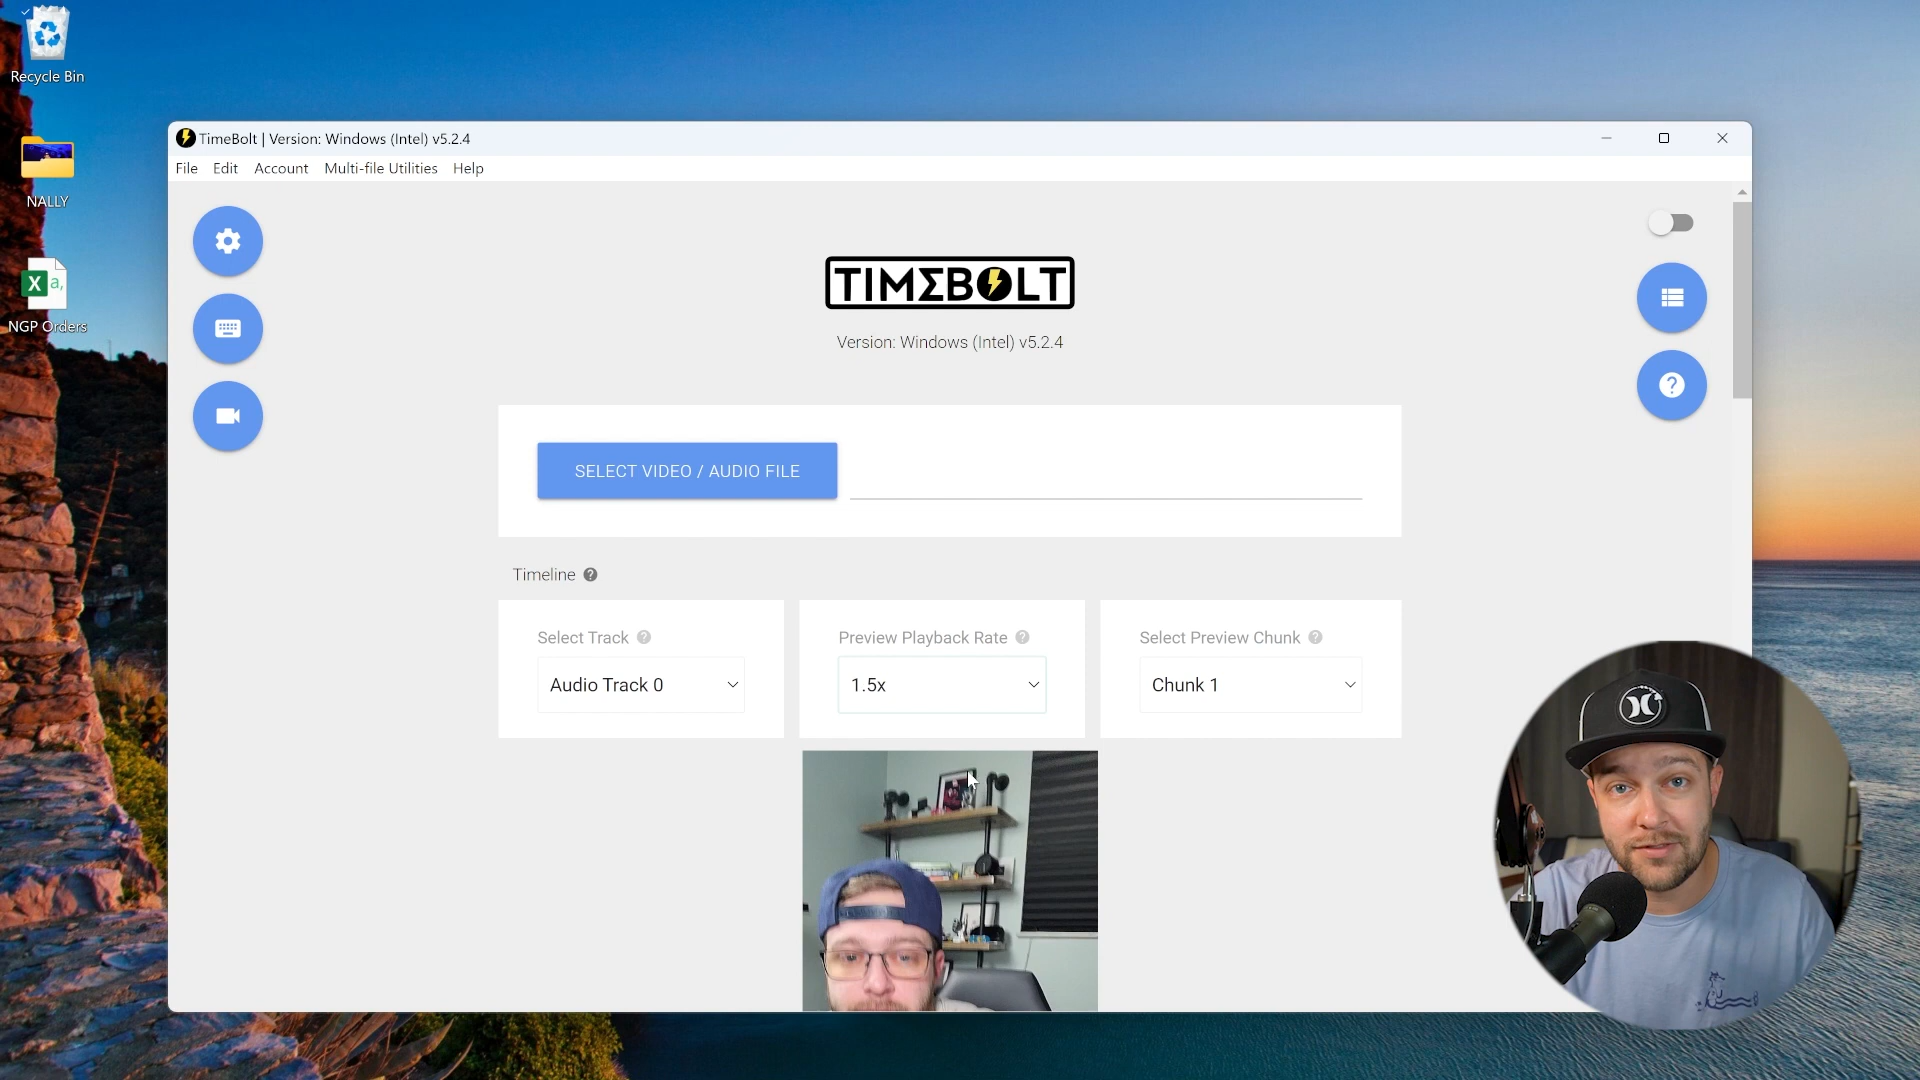 Recycle Bin
NALLY
X a,
NGP Orders
TimeBolt | Version: Windows (Intel) v5.2.4
File Edit Account Multi-file Utilities Help
TIMΣBOLT
Version: Windows (Intel) v5.2.4
SELECT VIDEO / AUDIO FILE
Timeline ?
Select Track ?
Audio Track 0
Preview Playback Rate ?
1.5x
Select Preview Chunk ?
Chunk 1
?